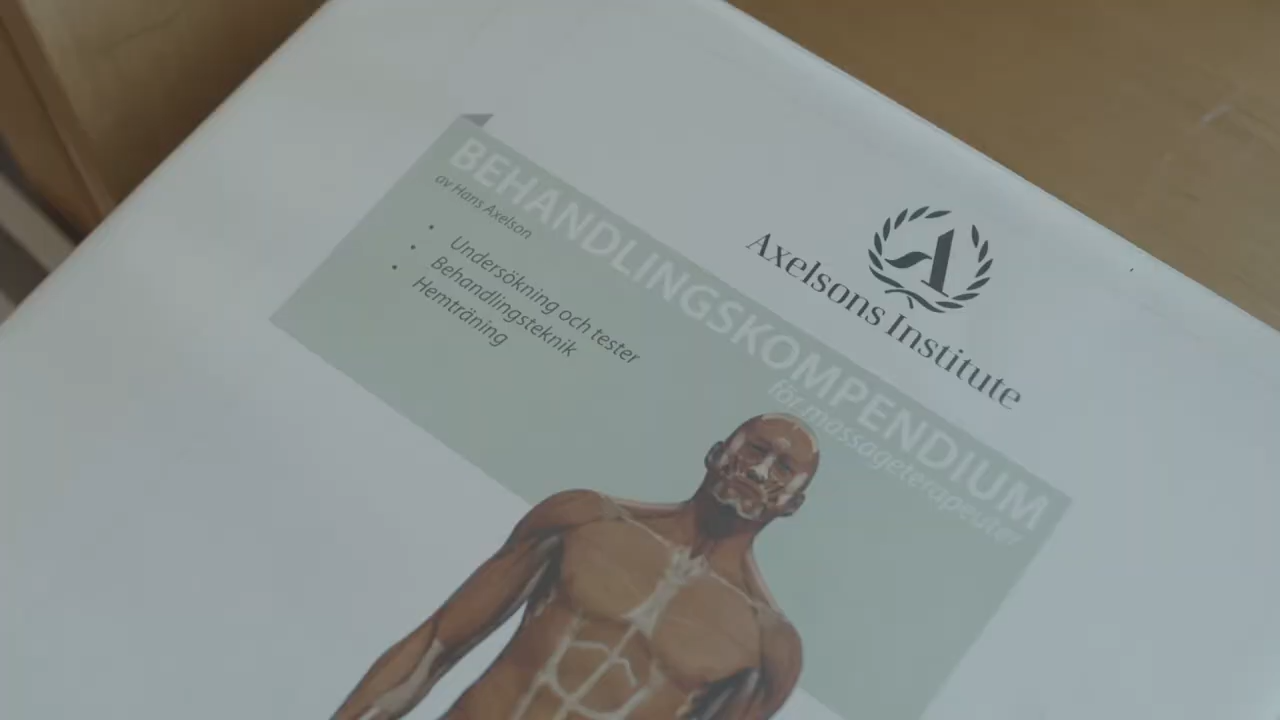 BEHANDLINGSKOMPENDIUM
för massageterapeuter
av Hans Axelson
• Undersökning och tester
• Behandlingsteknik
• Hemträning
A
Axelsons Institute